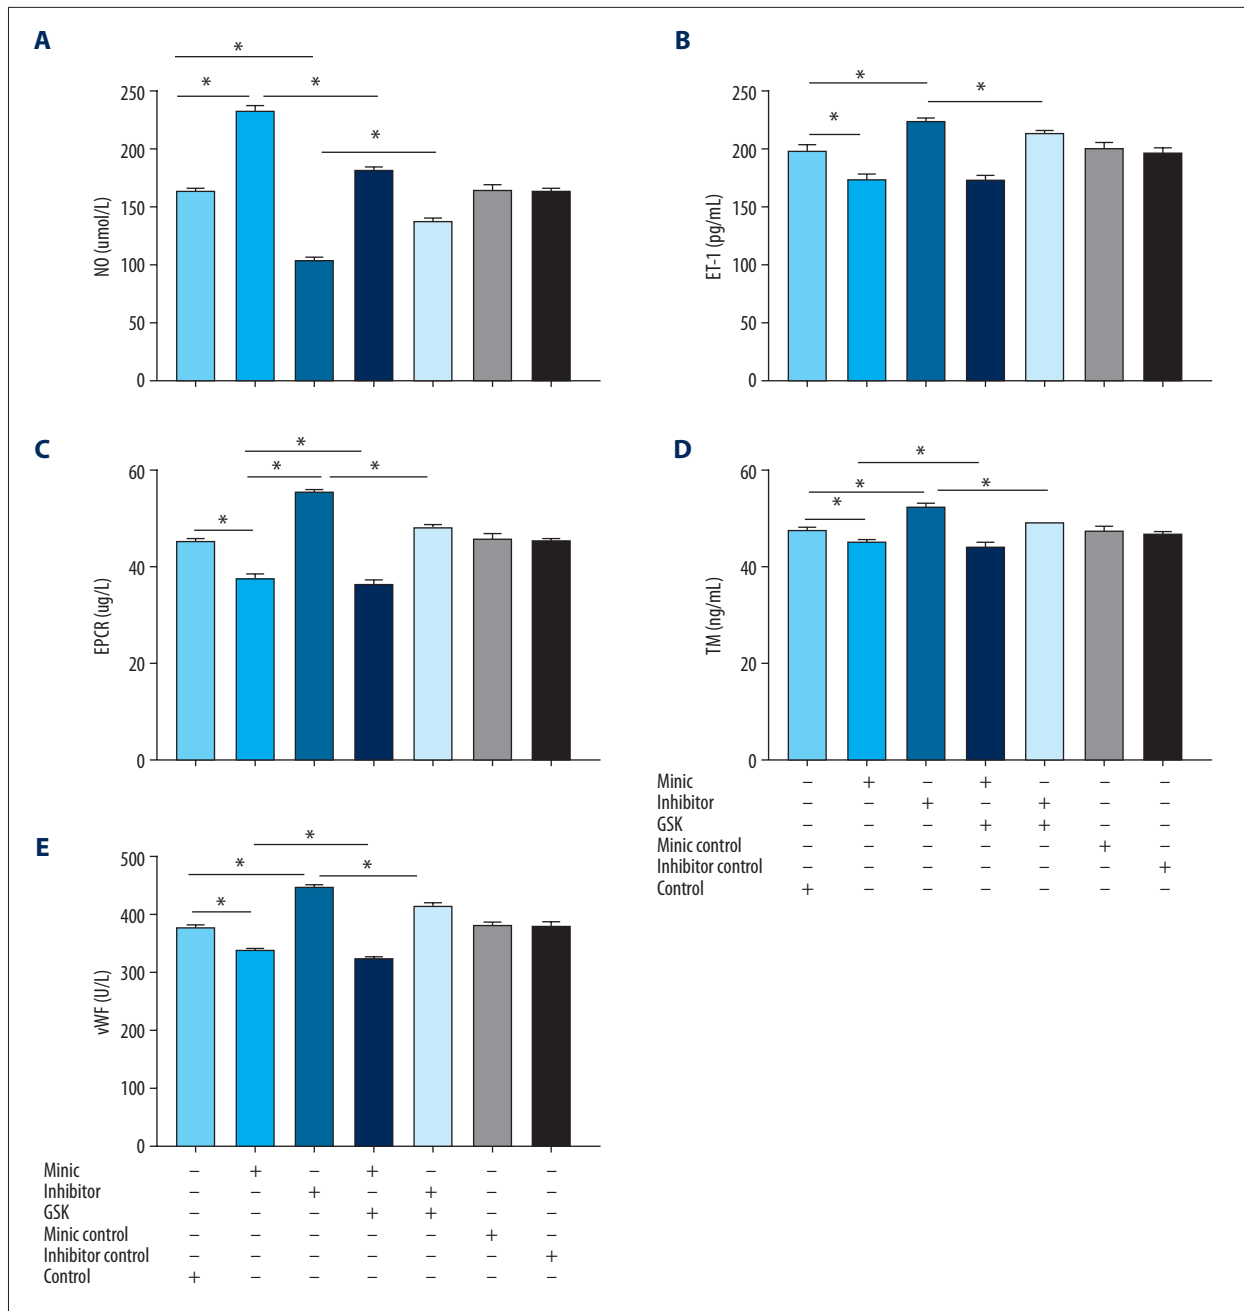 A
* 
* *
*
250
200
150
100
50
0
NO (umol/L)
B
* *
*
250
200
150
100
50
0
ET-1 (pg/mL)
C
*
* *
*
60
40
20
0
EPCR (ug/L)
D
*
* *
*
60
40
20
0
TM (ng/mL)
Minic – + – + – – –
Inhibitor – – + – + – –
GSK – – – + + – –
Minic control – – – – – + –
Inhibitor control – – – – – – +
Control + – – – – – –
E
*
* *
*
500
400
300
200
100
0
vWF (U/L)
Minic – + – + – – –
Inhibitor – – + – + – –
GSK – – – + + – –
Minic control – – – – – + –
Inhibitor control – – – – – – +
Control + – – – – – –